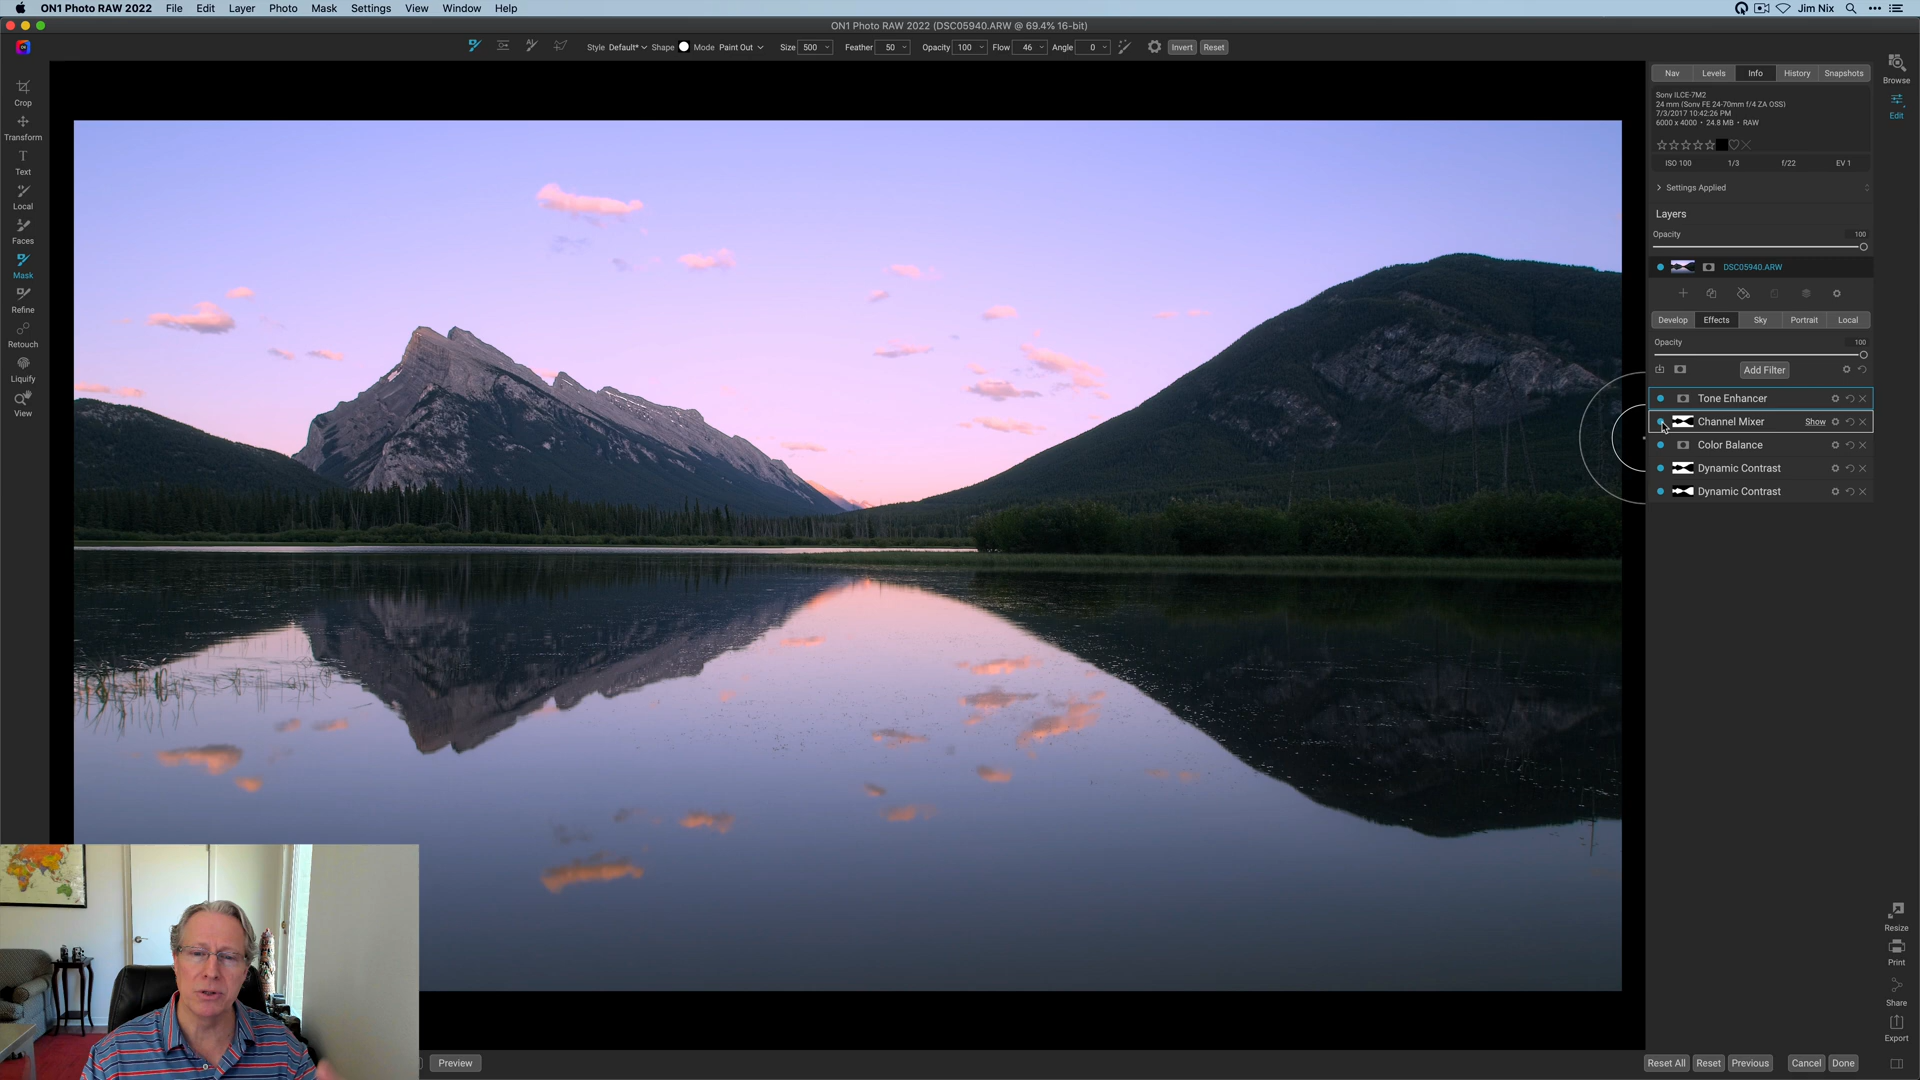 ON1 Photo RAW 2022 File Edit Layer Photo Mask Settings View Window Help Jim Nix
ON1 Photo RAW 2022 (DSC05940.ARW @ 69.4% 16-bit)
Style Default* Shape Mode Paint Out Size 500 Feather 50 Opacity 100 Flow 46 Angle 0 Invert Reset
Crop
Transform
Text
Local
Faces
Mask
Refine
Retouch
Liquify
View
Nav Levels Info History Snapshots
Sony ILCE-7M2
24 mm (Sony FE 24-70mm f/4 ZA OSS)
7/3/2017 10:42:26 PM
6000 x 4000 • 24.8 MB • RAW
ISO 100 1/3 f/22 EV 1
Settings Applied
Layers
Opacity 100
DSC05940.ARW
Develop Effects Sky Portrait Local
Opacity 100
Add Filter
Tone Enhancer
Channel Mixer Show
Color Balance
Dynamic Contrast
Dynamic Contrast
Browse
Edit
Resize
Print
Share
Export
Preview
Reset All Reset Previous Cancel Done